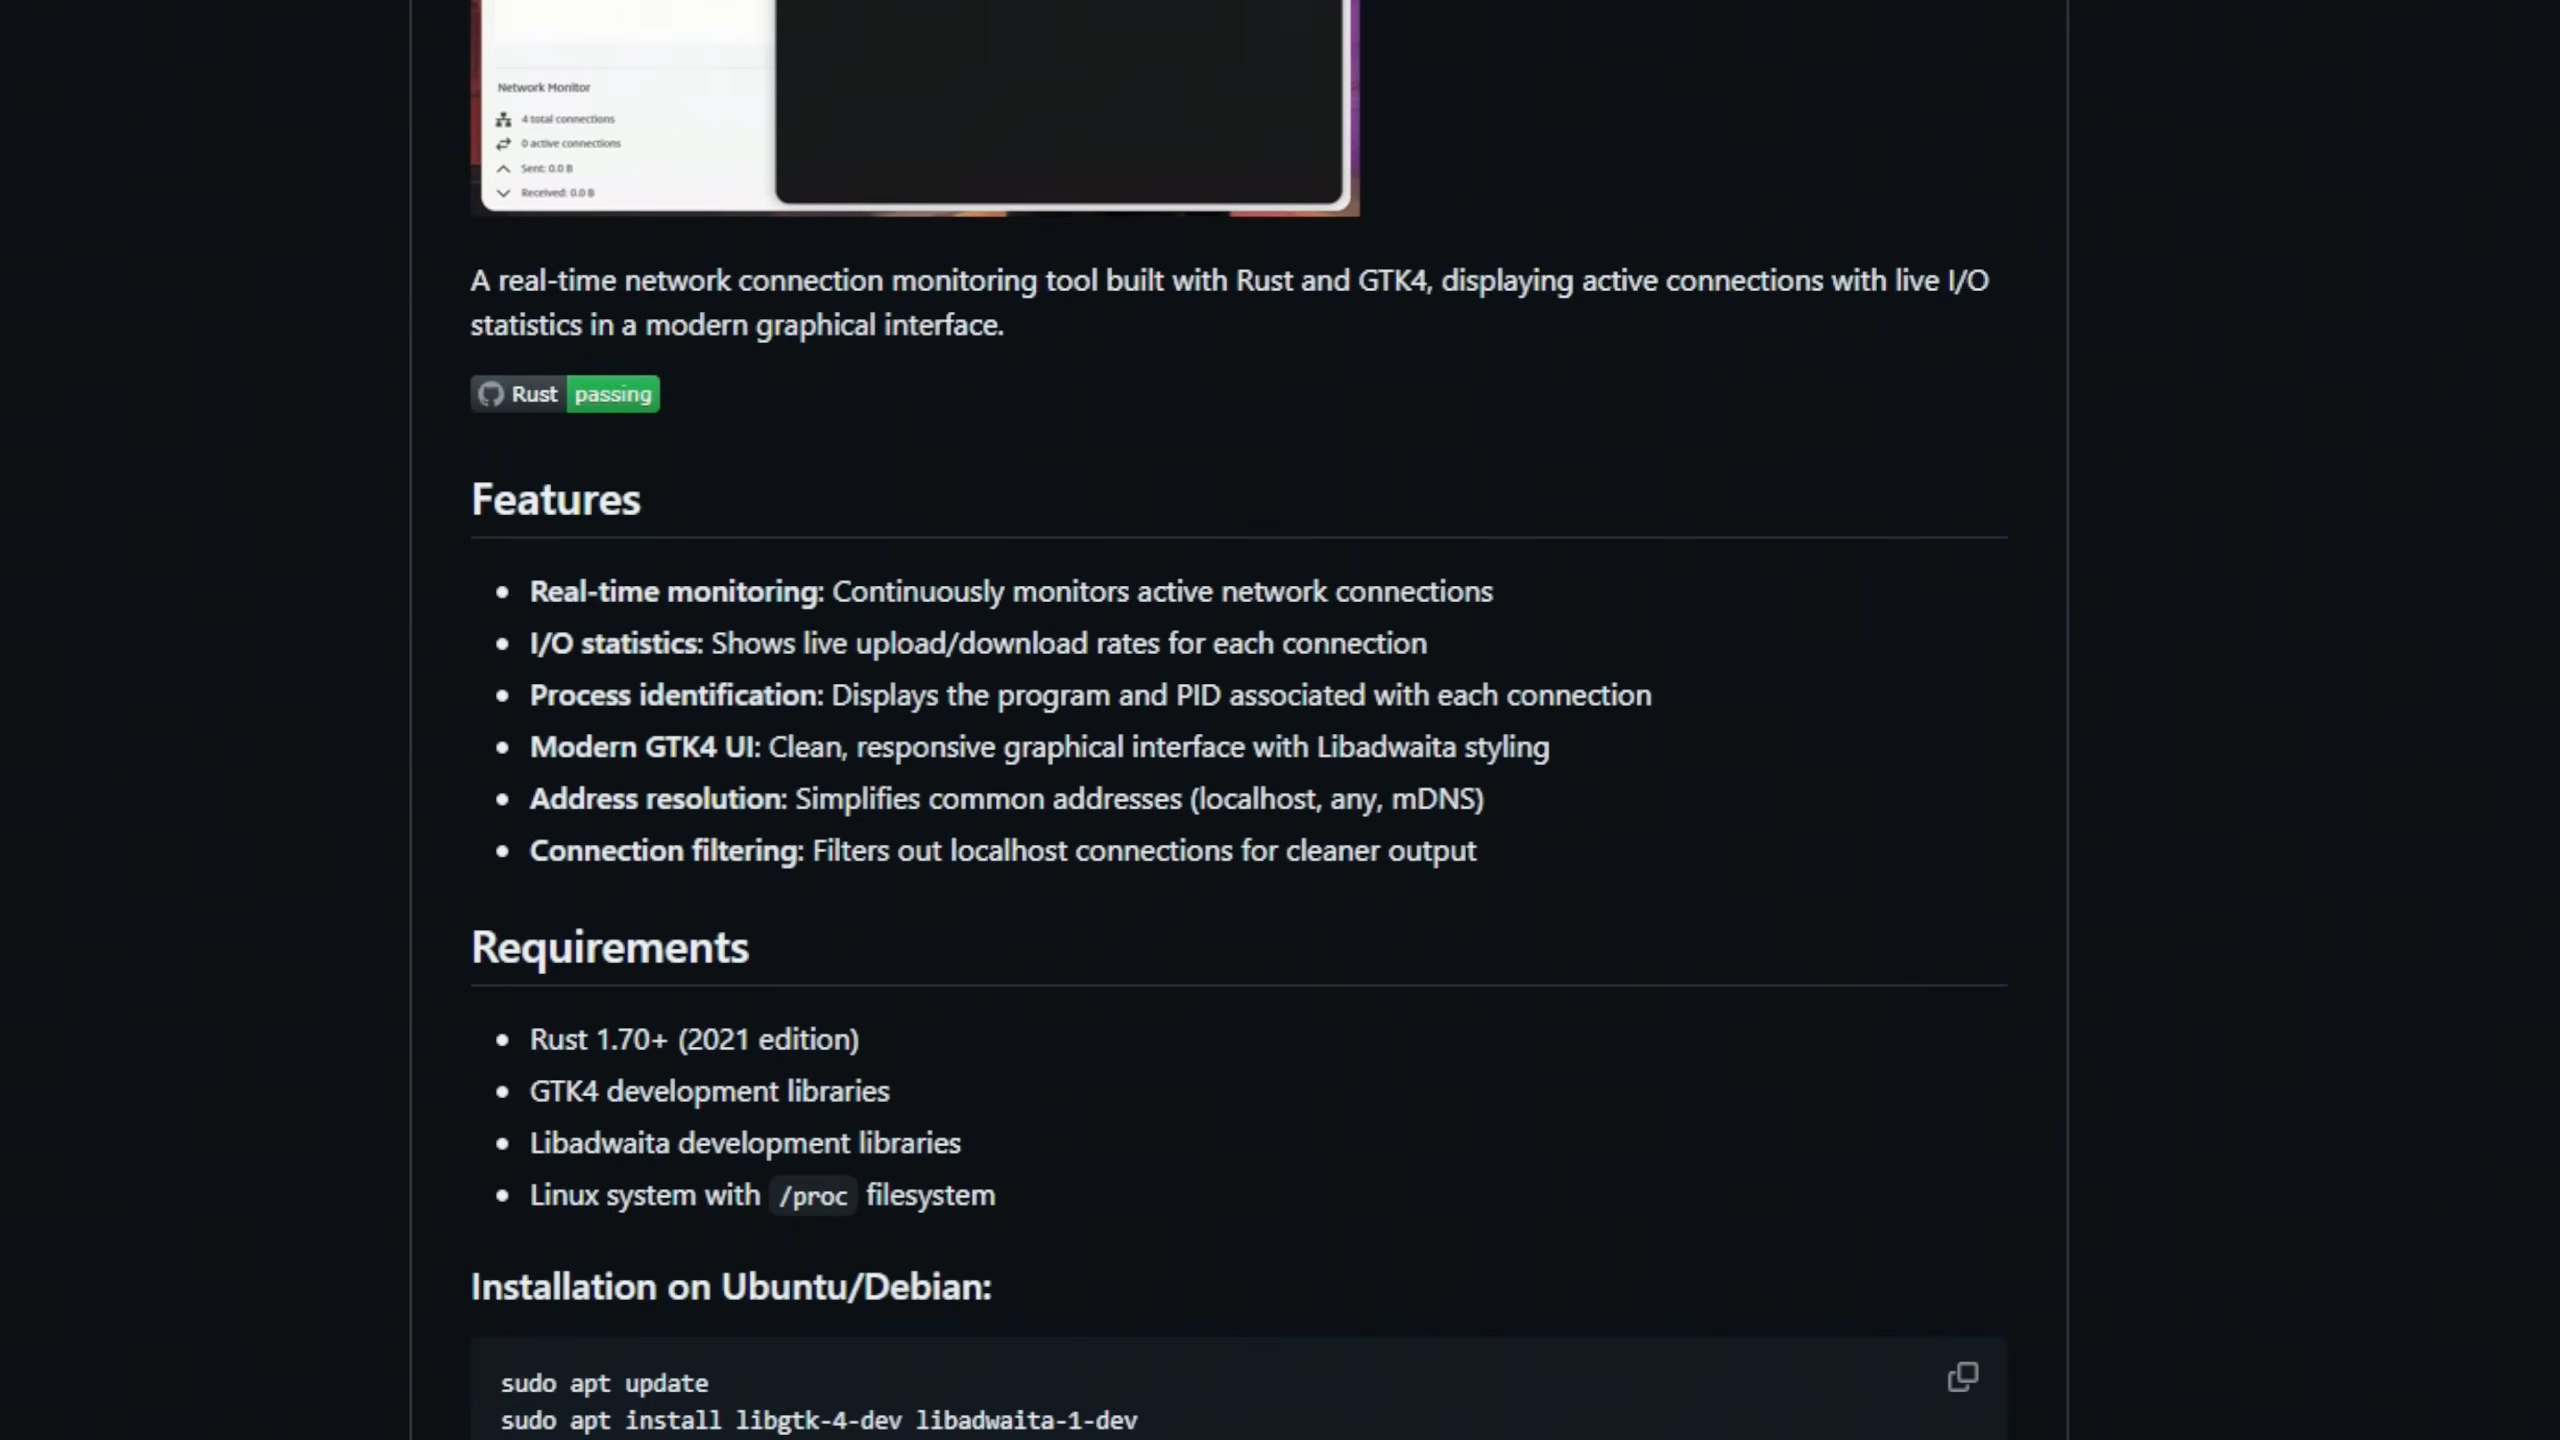 Network Monitor
4 total connections
0 active connections
Sent: 0.0 B
Received: 0.0 B
A real-time network connection monitoring tool built with Rust and GTK4, displaying active connections with live I/O
statistics in a modern graphical interface.
Rust passing
Features
Real-time monitoring: Continuously monitors active network connections
I/O statistics: Shows live upload/download rates for each connection
Process identification: Displays the program and PID associated with each connection
Modern GTK4 UI: Clean, responsive graphical interface with Libadwaita styling
Address resolution: Simplifies common addresses (localhost, any, mDNS)
Connection filtering: Filters out localhost connections for cleaner output
Requirements
Rust 1.70+ (2021 edition)
GTK4 development libraries
Libadwaita development libraries
Linux system with /proc filesystem
Installation on Ubuntu/Debian:
sudo apt update
sudo apt install libgtk-4-dev libadwaita-1-dev